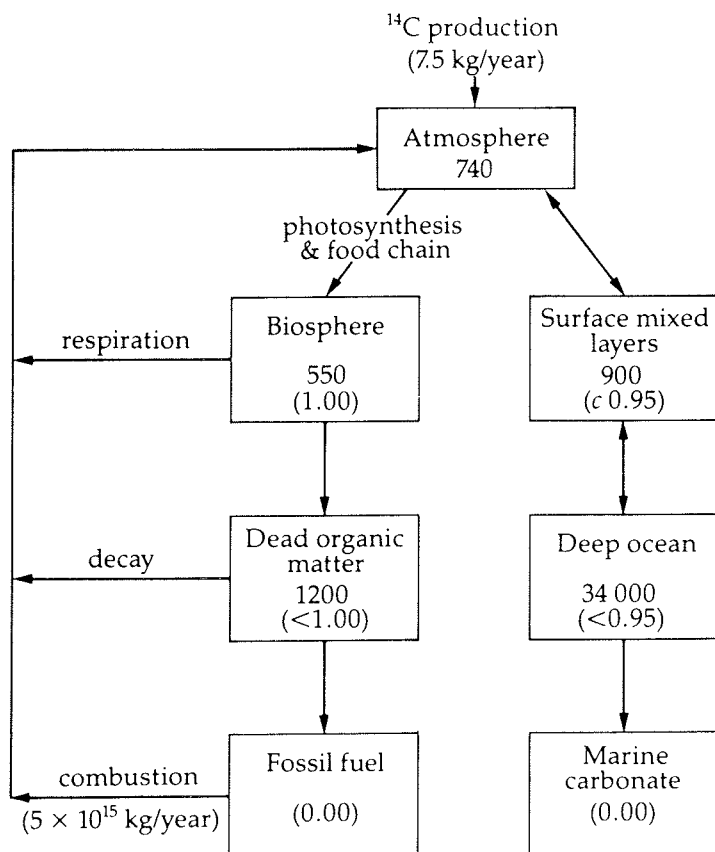 ¹⁴C production
(7.5 kg/year)
Atmosphere
740
photosynthesis
& food chain
Biosphere
550
(1.00)
respiration
Surface mixed
layers
900
(c 0.95)
Dead organic
matter
1200
(<1.00)
decay
Deep ocean
34 000
(<0.95)
Fossil fuel
(0.00)
combustion
(5 × 10¹⁵ kg/year)
Marine
carbonate
(0.00)